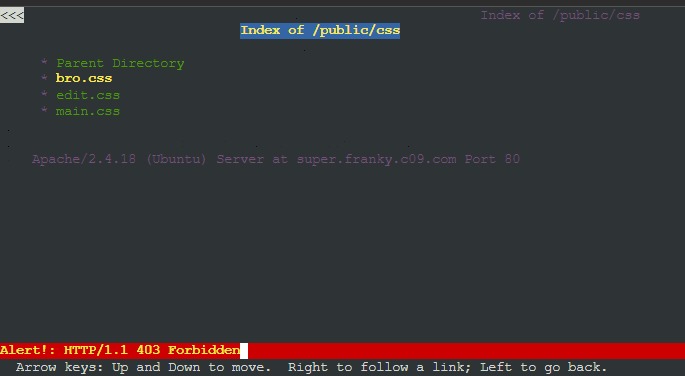 <<< Index of /public/css
Index of /public/css
* Parent Directory
* bro.css
* edit.css
* main.css
Apache/2.4.18 (Ubuntu) Server at super.franky.c09.com Port 80
Alert!: HTTP/1.1 403 Forbidden
Arrow keys: Up and Down to move. Right to follow a link; Left to go back.